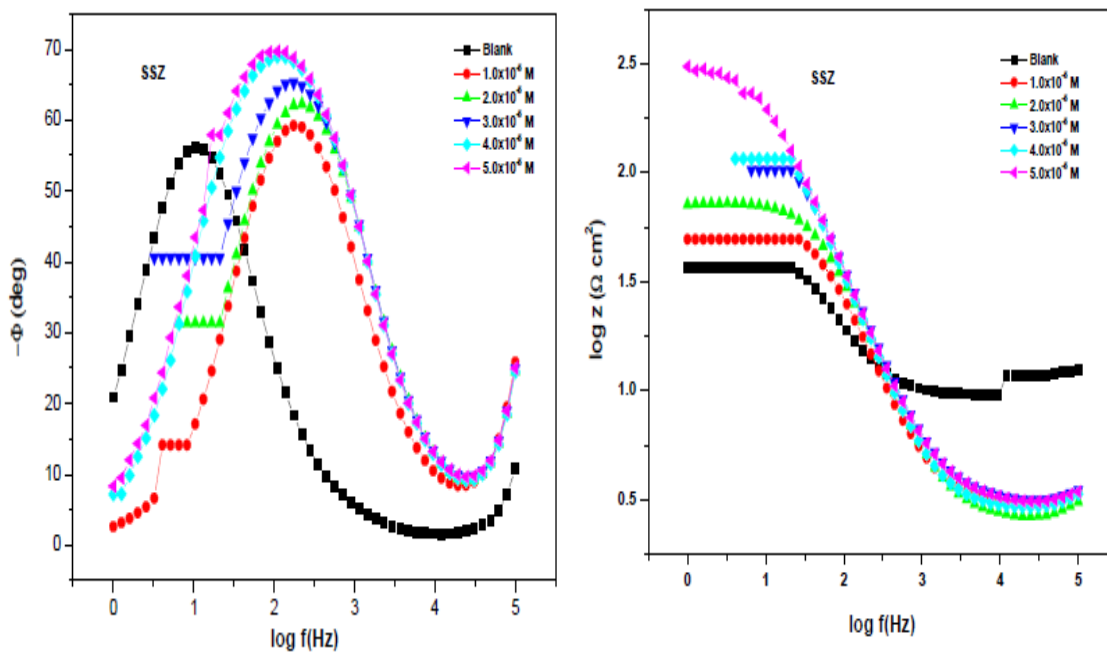 70
60
50
40
30
20
10
0
−Φ (deg)
SSZ
Blank
1.0x10⁻⁶ M
2.0x10⁻⁶ M
3.0x10⁻⁶ M
4.0x10⁻⁶ M
5.0x10⁻⁶ M
0 1 2 3 4 5
log f(Hz)
2.5
2.0
1.5
1.0
0.5
log z (Ω cm²)
SSZ
Blank
1.0x10⁻⁶ M
2.0x10⁻⁶ M
3.0x10⁻⁶ M
4.0x10⁻⁶ M
5.0x10⁻⁶ M
0 1 2 3 4 5
log f(Hz)